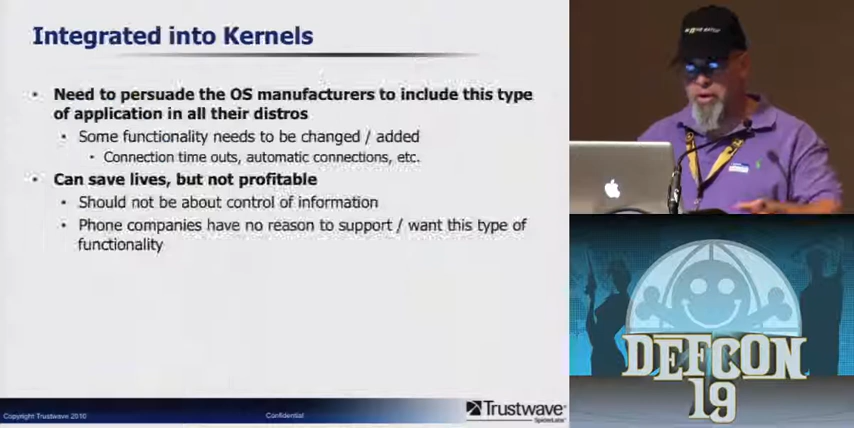 Integrated into Kernels
• Need to persuade the OS manufacturers to include this type
of application in all their distros
• Some functionality needs to be changed / added
• Connection time outs, automatic connections, etc.
• Can save lives, but not profitable
• Should not be about control of information
• Phone companies have no reason to support / want this type of
functionality
Copyright Trustwave 2010
Confidential
Trustwave®
SpiderLabs
DEFCON
19